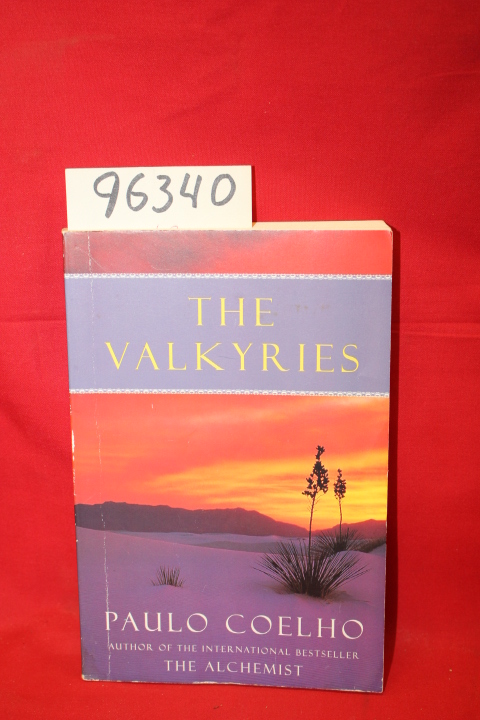 96340
THE
VALKYRIES
PAULO COELHO
AUTHOR OF THE INTERNATIONAL BESTSELLER
THE ALCHEMIST